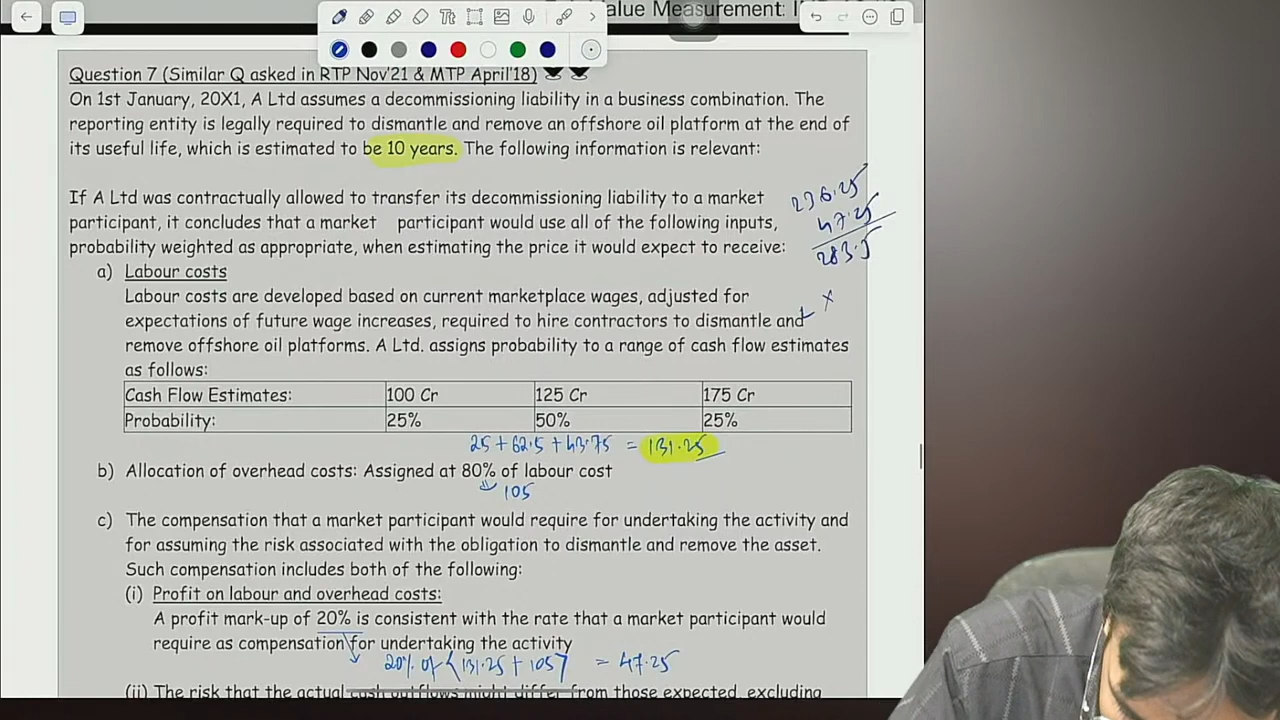 Value Measurement:
Question 7 (Similar Q asked in RTP Nov'21 & MTP April'18)
On 1st January, 20X1, A Ltd assumes a decommissioning liability in a business combination. The
reporting entity is legally required to dismantle and remove an offshore oil platform at the end of
its useful life, which is estimated to be 10 years. The following information is relevant:
If A Ltd was contractually allowed to transfer its decommissioning liability to a market
participant, it concludes that a market participant would use all of the following inputs,
probability weighted as appropriate, when estimating the price it would expect to receive:
236.25
47.25
283.5
a) Labour costs
Labour costs are developed based on current marketplace wages, adjusted for
expectations of future wage increases, required to hire contractors to dismantle and
remove offshore oil platforms. A Ltd. assigns probability to a range of cash flow estimates
as follows:
Cash Flow Estimates: 100 Cr 125 Cr 175 Cr
Probability: 25% 50% 25%
25 + 62.5 + 43.75 = 131.25
b) Allocation of overhead costs: Assigned at 80% of labour cost
105
c) The compensation that a market participant would require for undertaking the activity and
for assuming the risk associated with the obligation to dismantle and remove the asset.
Such compensation includes both of the following:
(i) Profit on labour and overhead costs:
A profit mark-up of 20% is consistent with the rate that a market participant would
require as compensation for undertaking the activity
20% of (131.25 + 105) = 47.25
(ii) The risk that the actual cash outflows might differ from those expected, excluding